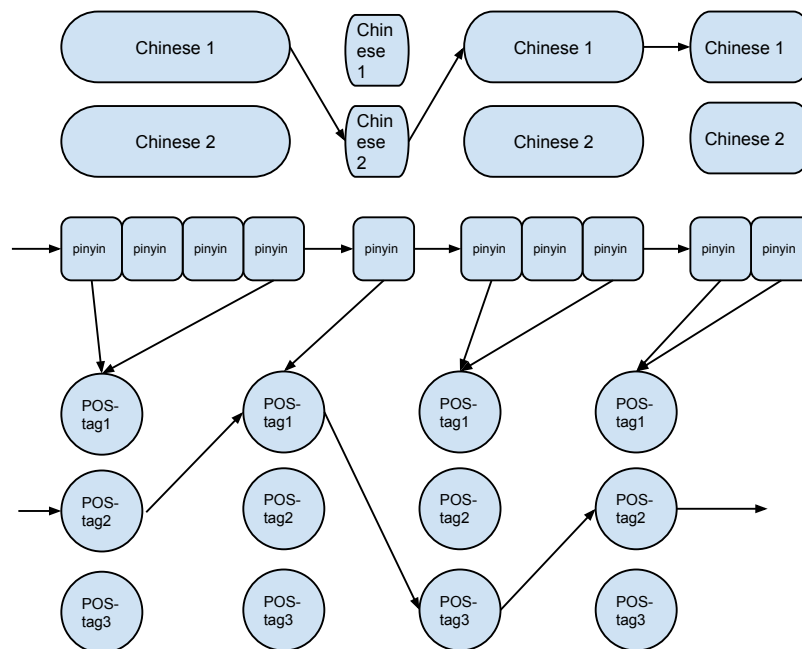 Chinese 1
Chin
ese
1
Chinese 1
Chinese 1
Chinese 2
Chin
ese
2
Chinese 2
Chinese 2
pinyin pinyin pinyin pinyin pinyin pinyin pinyin pinyin pinyin pinyin
POS-
tag1
POS-
tag1
POS-
tag1
POS-
tag1
POS-
tag2
POS-
tag2
POS-
tag2
POS-
tag2
POS-
tag3
POS-
tag3
POS-
tag3
POS-
tag3